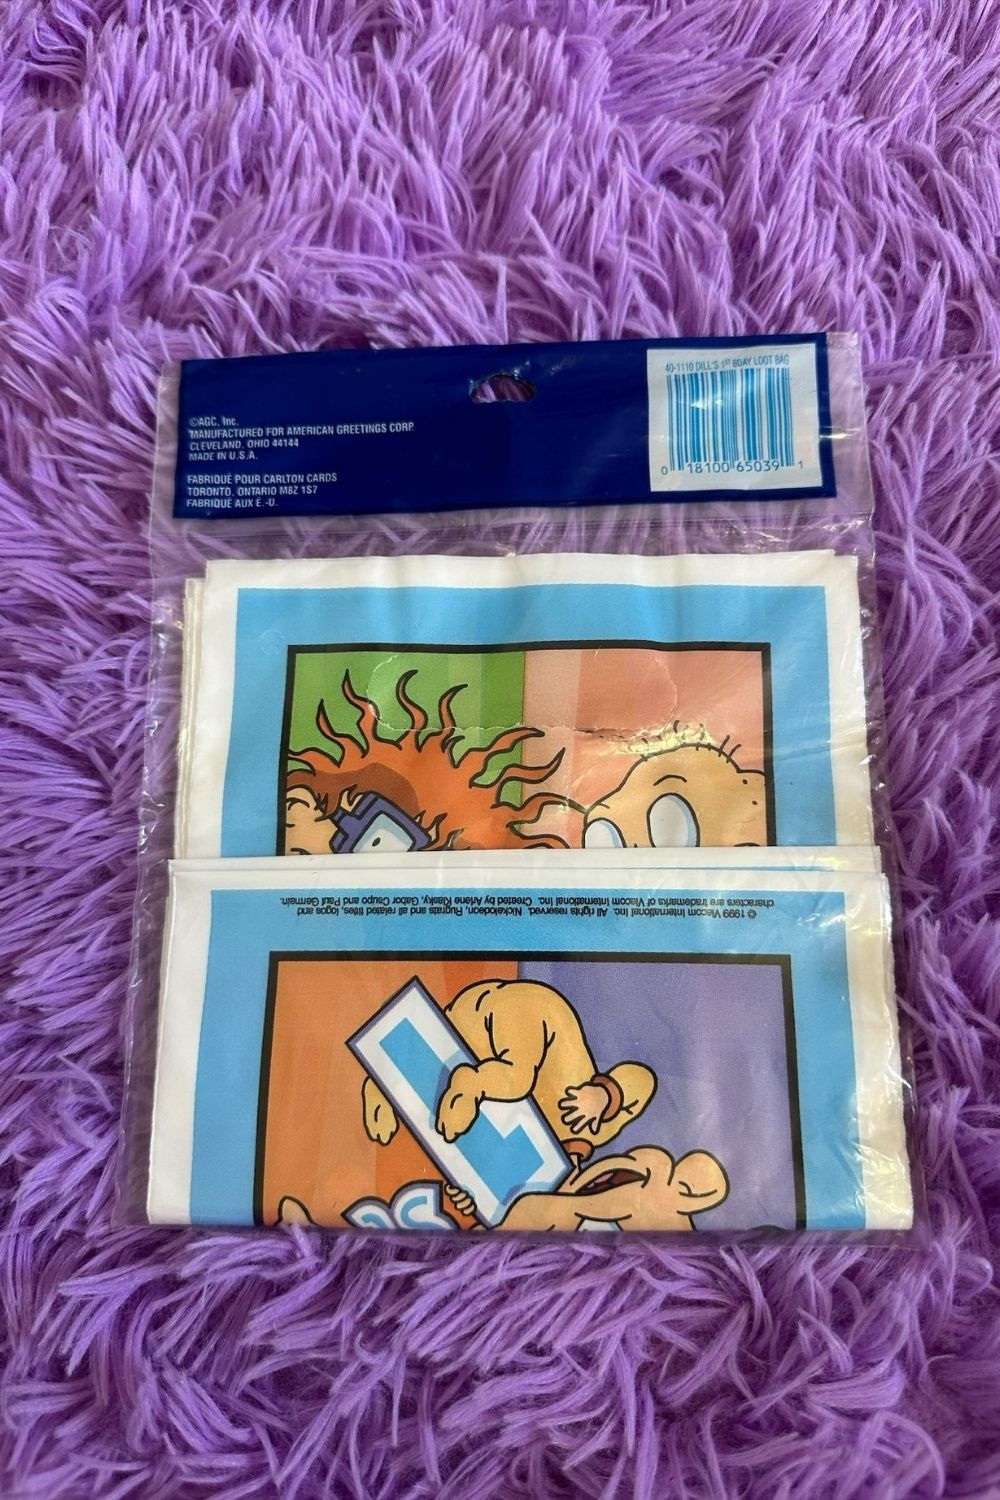 ©AGC, Inc.
MANUFACTURED FOR AMERICAN GREETINGS CORP.
CLEVELAND, OHIO 44144
MADE IN U.S.A.
FABRIQUÉ POUR CARLTON CARDS
TORONTO, ONTARIO M8Z 1S7
FABRIQUÉ AUX É.-U.
40-1110 DILL'S 1ST BDAY LOOT BAG
0 18100 65039 1
© 1999 Viacom International Inc. All rights reserved. Nickelodeon, Rugrats and all related titles, logos and
characters are trademarks of Viacom International Inc. Created by Arlene Klasky, Gabor Csupo and Paul Germain.